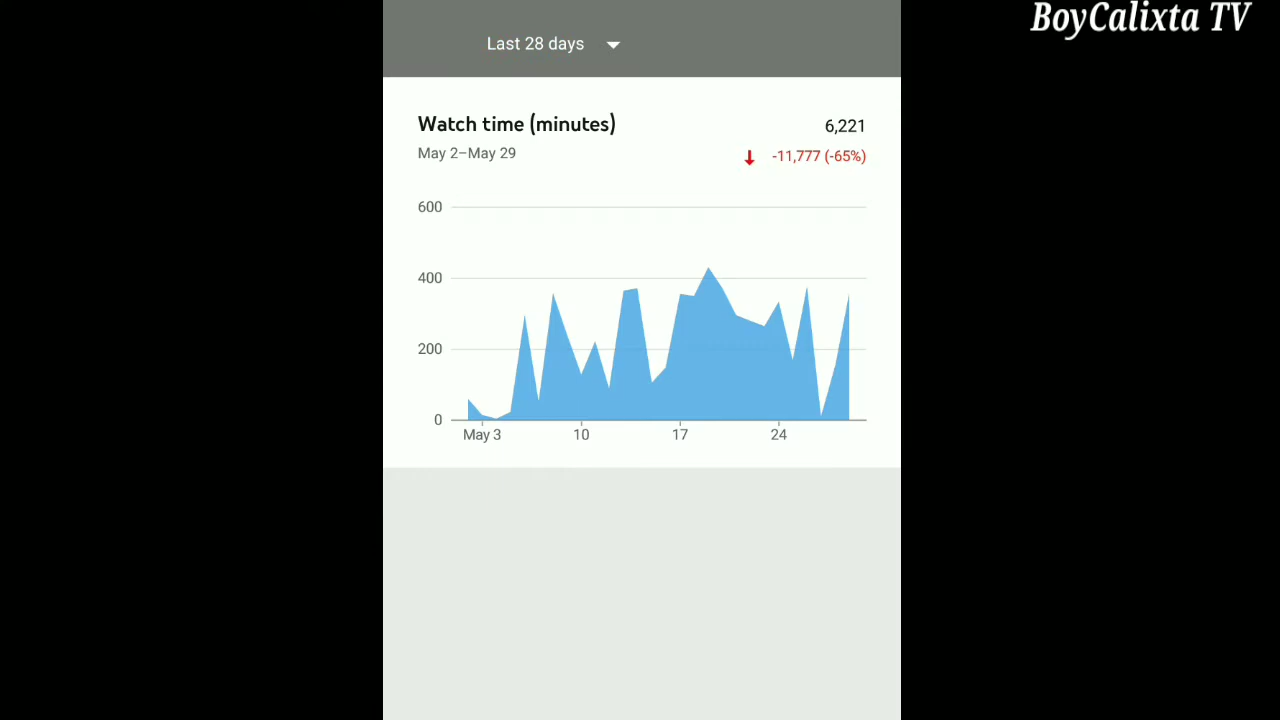 BoyCalixta TV
Last 28 days
Watch time (minutes)
6,221
May 2–May 29
-11,777 (-65%)
600
400
200
0
May 3
10
17
24